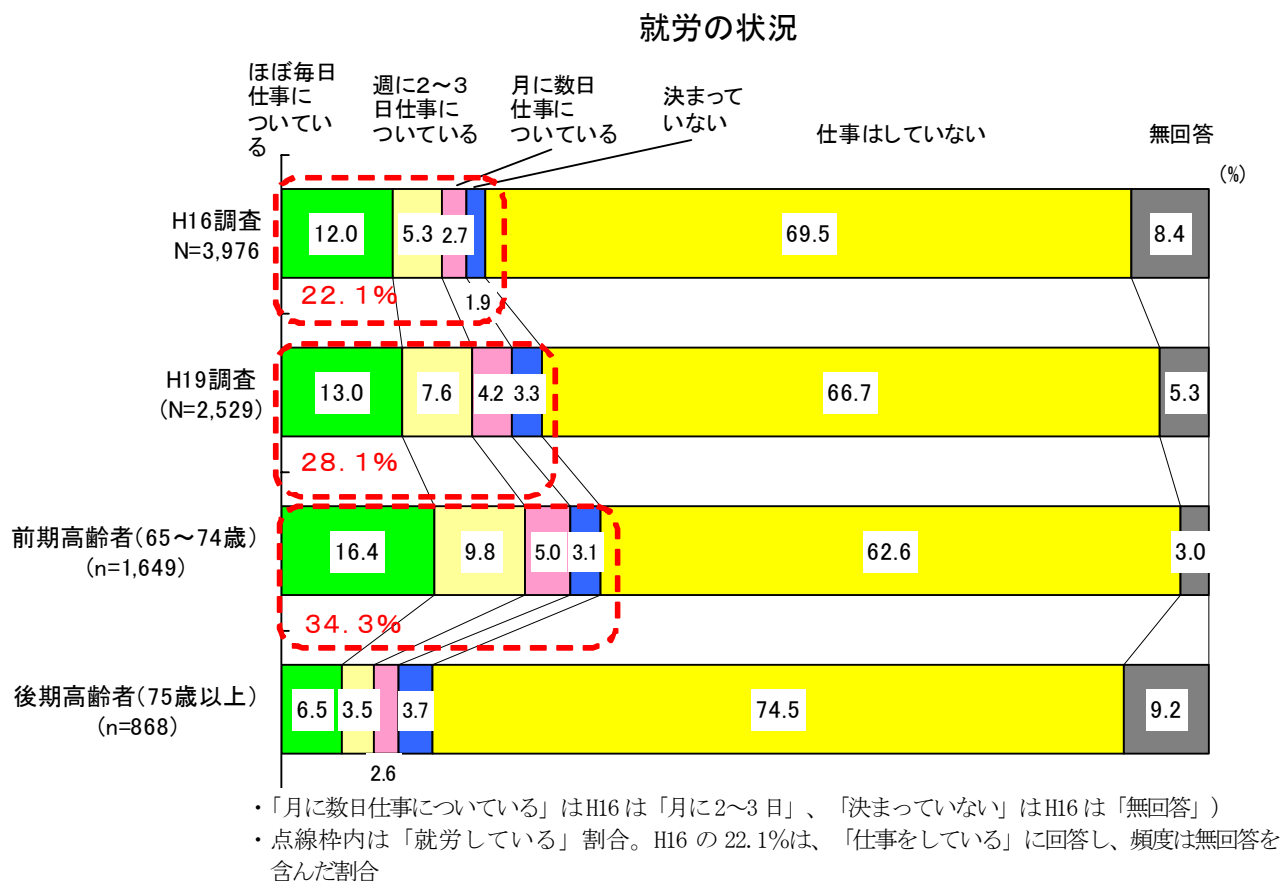 就労の状況
ほぼ毎日
仕事に
ついてい
る
週に2～3
日仕事に
ついている
月に数日
仕事に
ついている
決まって
いない
仕事はしていない
無回答
(%)
H16調査
N=3,976
12.0
5.3
2.7
1.9
69.5
8.4
22.1%
H19調査
(N=2,529)
13.0
7.6
4.2
3.3
66.7
5.3
28.1%
前期高齢者(65～74歳)
(n=1,649)
16.4
9.8
5.0
3.1
62.6
3.0
34.3%
後期高齢者(75歳以上)
(n=868)
6.5
3.5
2.6
3.7
74.5
9.2
・「月に数日仕事についている」はH16は「月に2～3日」、「決まっていない」はH16は「無回答」）
・点線枠内は「就労している」割合。H16の22.1%は、「仕事をしている」に回答し、頻度は無回答を
含んだ割合